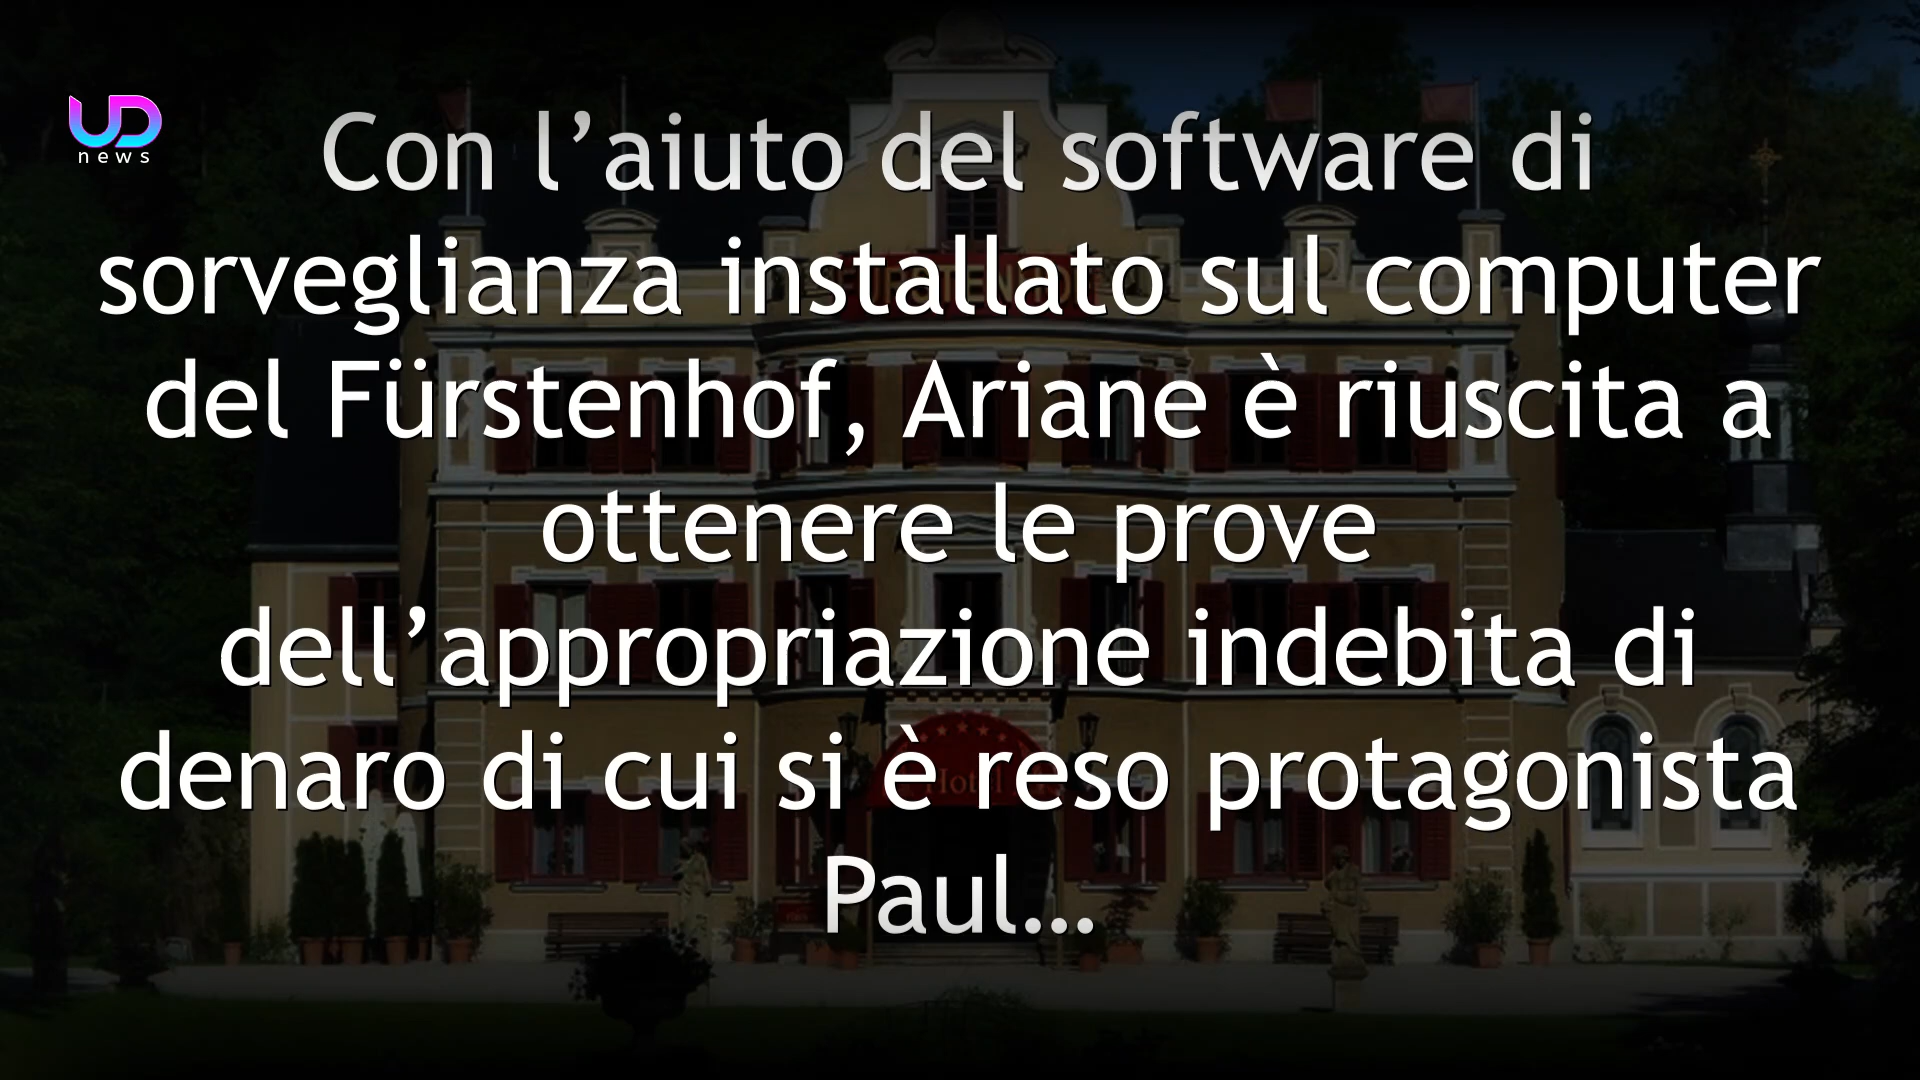 UD
news
Con l’aiuto del software di
sorveglianza installato sul computer
del Fürstenhof, Ariane è riuscita a
ottenere le prove
dell’appropriazione indebita di
denaro di cui si è reso protagonista
Paul...
Hotel